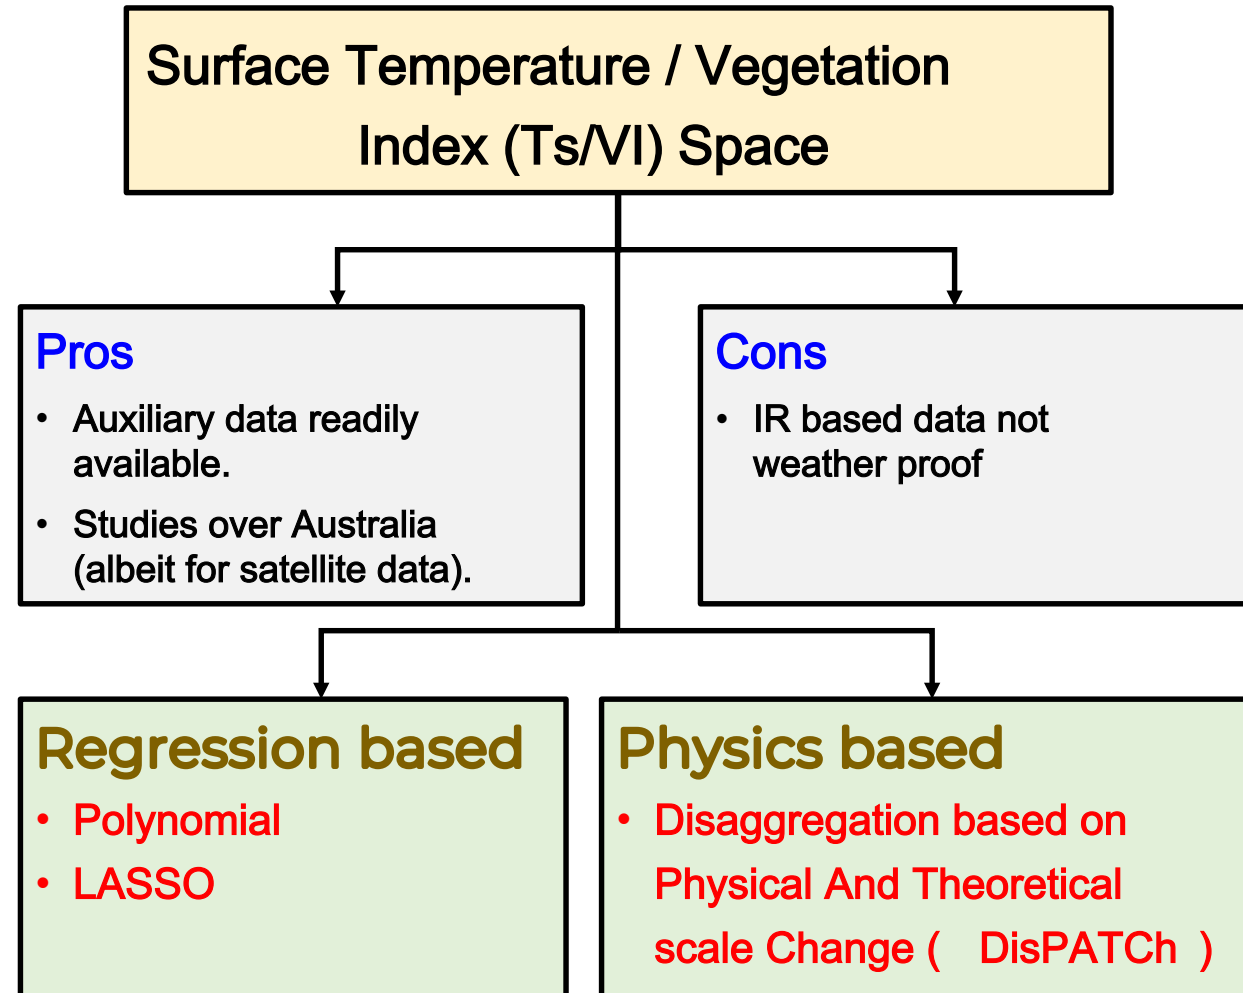 Surface Temperature / Vegetation
Index (Ts/VI) Space
Pros
• Auxiliary data readily
available.
• Studies over Australia
(albeit for satellite data).
Cons
• IR based data not
weather proof
Regression based
• Polynomial
• LASSO
Physics based
• Disaggregation based on
Physical And Theoretical
scale Change ( DisPATCh )